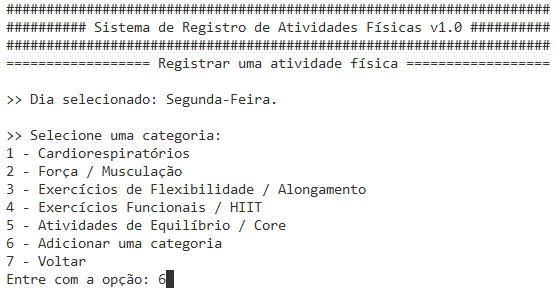 ####################################################################
########## Sistema de Registro de Atividades Físicas v1.0 ##########
####################################################################
================== Registrar uma atividade física ==================
>> Dia selecionado: Segunda-Feira.
>> Selecione uma categoria:
1 - Cardiorespiratórios
2 - Força / Musculação
3 - Exercícios de Flexibilidade / Alongamento
4 - Exercícios Funcionais / HIIT
5 - Atividades de Equilíbrio / Core
6 - Adicionar uma categoria
7 - Voltar
Entre com a opção: 6